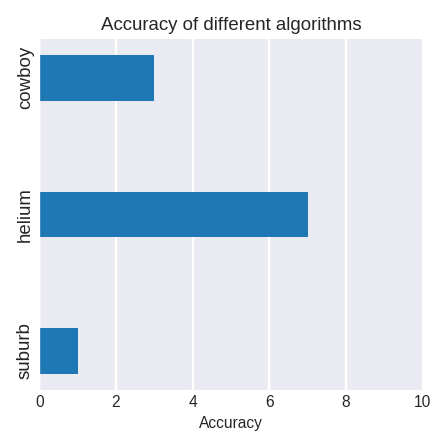 Accuracy of different algorithms
cowboy
helium
suburb
0 2 4 6 8 10
Accuracy